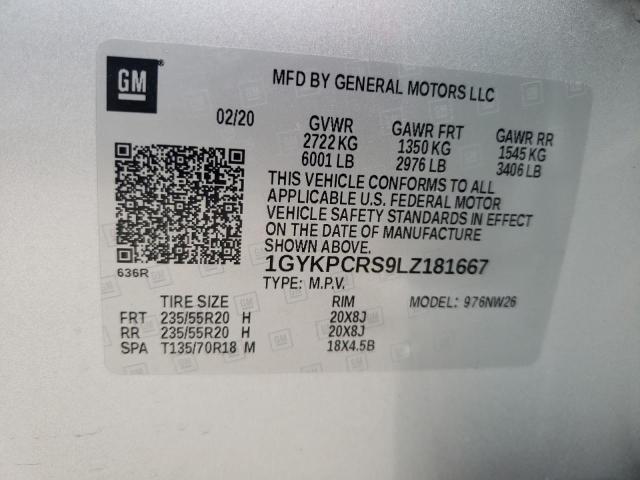 GM
MFD BY GENERAL MOTORS LLC
02/20
GVWR GAWR FRT GAWR RR
2722 KG 1350 KG 1545 KG
6001 LB 2976 LB 3406 LB
THIS VEHICLE CONFORMS TO ALL
APPLICABLE U.S. FEDERAL MOTOR
VEHICLE SAFETY STANDARDS IN EFFECT
ON THE DATE OF MANUFACTURE
SHOWN ABOVE.
636R
1GYKPCRS9LZ181667
TYPE: M.P.V.
TIRE SIZE RIM MODEL: 976NW26
FRT 235/55R20 H 20X8J
RR 235/55R20 H 20X8J
SPA T135/70R18 M 18X4.5B